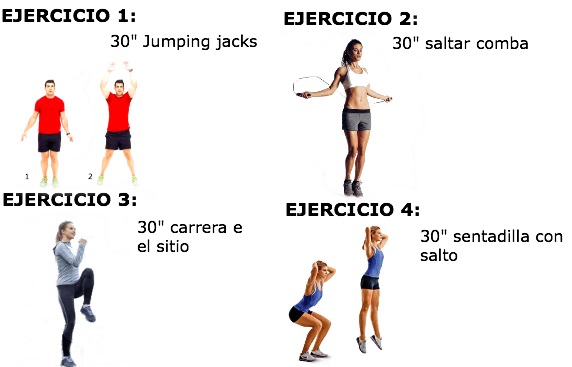 EJERCICIO 1:
30" Jumping jacks
1
2
EJERCICIO 2:
30" saltar comba
EJERCICIO 3:
30" carrera e
el sitio
EJERCICIO 4:
30" sentadilla con
salto